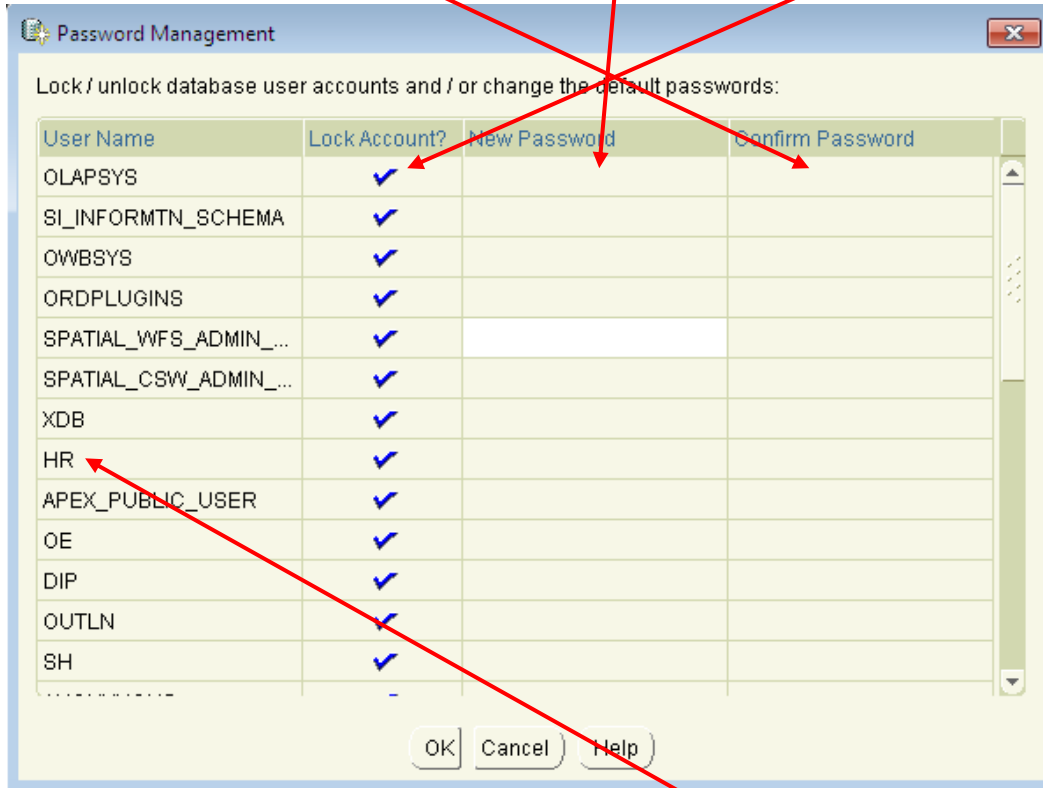 Password Management
Lock / unlock database user accounts and / or change the default passwords:
User Name Lock Account? New Password Confirm Password
OLAPSYS
SI_INFORMTN_SCHEMA
OWBSYS
ORDPLUGINS
SPATIAL_WFS_ADMIN_...
SPATIAL_CSW_ADMIN_...
XDB
HR
APEX_PUBLIC_USER
OE
DIP
OUTLN
SH
OK Cancel Help